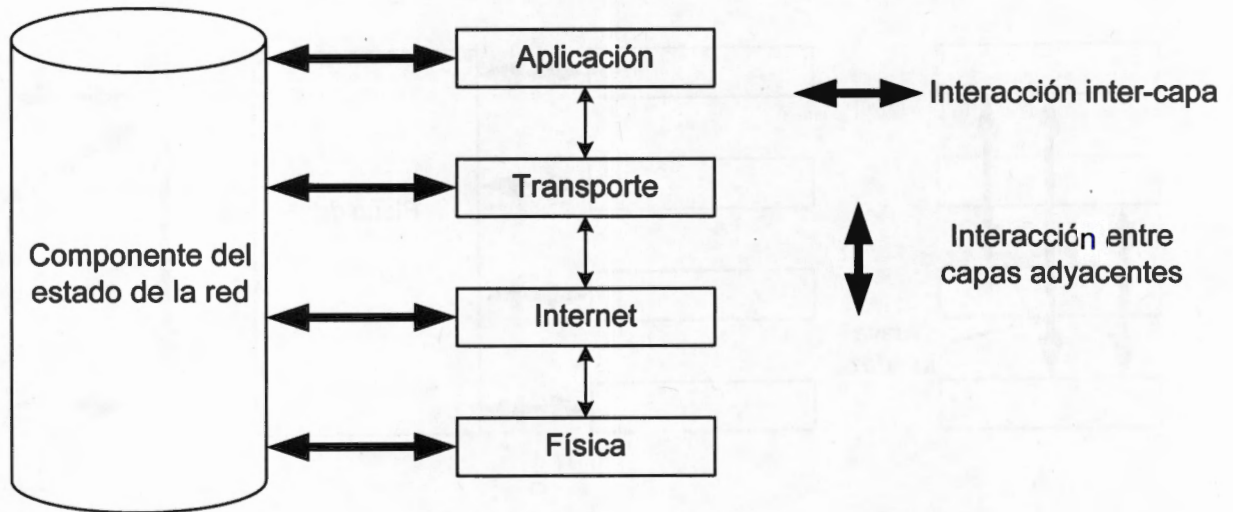 Aplicación
Interacción inter-capa
Transporte
Componente del
estado de la red
Interacción entre
capas adyacentes
Internet
Física